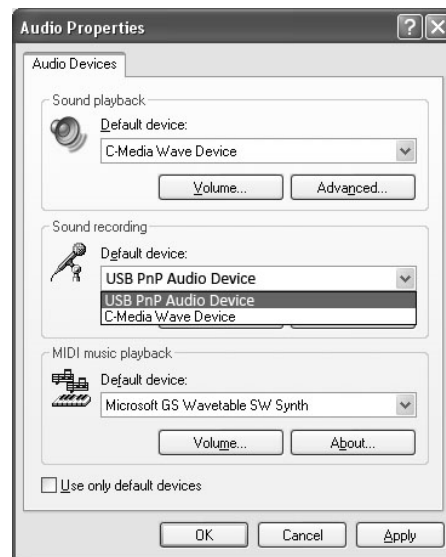 Audio Properties
Audio Devices
Sound playback
Default device:
C-Media Wave Device
Volume...
Advanced...
Sound recording
Default device:
USB PnP Audio Device
USB PnP Audio Device
C-Media Wave Device
MIDI music playback
Default device:
Microsoft GS Wavetable SW Synth
Volume...
About...
Use only default devices
OK
Cancel
Apply